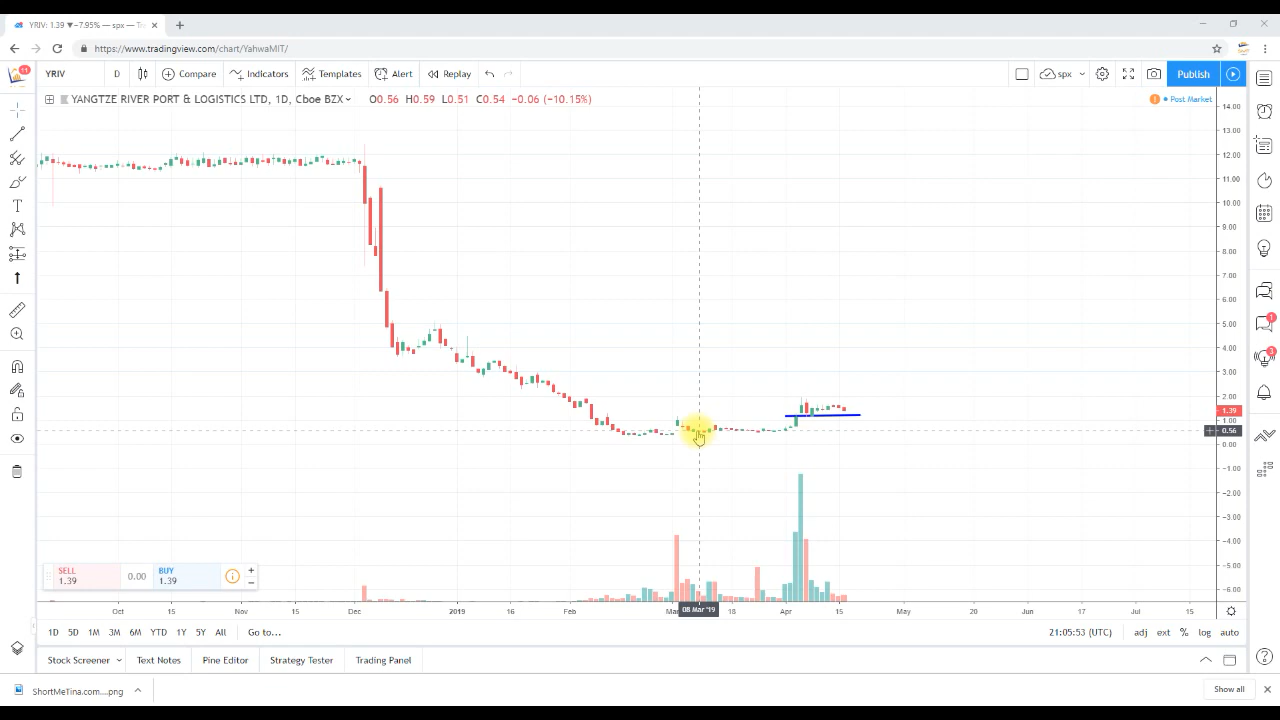 YRIV: 1.39 ▼−7.95% — spx — Tr
https://www.tradingview.com/chart/YahwaMIT/
11 YRIV D Compare Indicators Templates Alert Replay spx Publish
YANGTZE RIVER PORT & LOGISTICS LTD, 1D, Cboe BZX O0.56 H0.59 L0.51 C0.54 −0.06 (−10.15%)
! Post Market
14.00
13.00
12.00
11.00
10.00
9.00
8.00
7.00
6.00
5.00
4.00
3.00
2.00
1.39
1.00
0.56
0.00
−1.00
−2.00
−3.00
−4.00
−5.00
−6.00
1
3
SELL
1.39
0.00
BUY
1.39
Oct 15 Nov 15 Dec 2019 16 Feb 08 Mar '19 18 Apr 15 May 20 Jun 17 Jul 15
1D 5D 1M 3M 6M YTD 1Y 5Y All Go to... 21:05:53 (UTC) adj ext % log auto
Stock Screener Text Notes Pine Editor Strategy Tester Trading Panel
ShortMeTina.com....png Show all